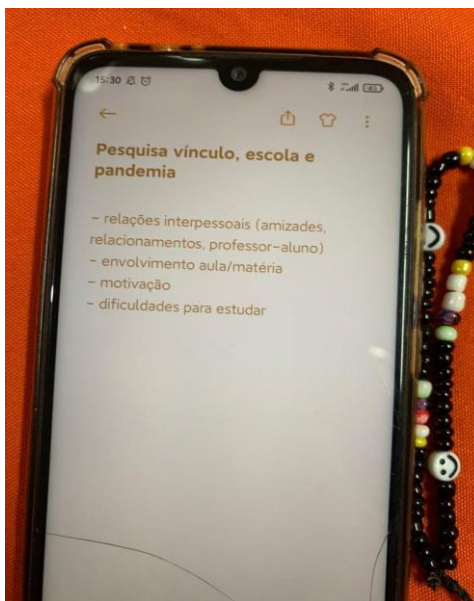 15:30
45
Pesquisa vínculo, escola e
pandemia
– relações interpessoais (amizades,
relacionamentos, professor-aluno)
– envolvimento aula/matéria
– motivação
– dificuldades para estudar